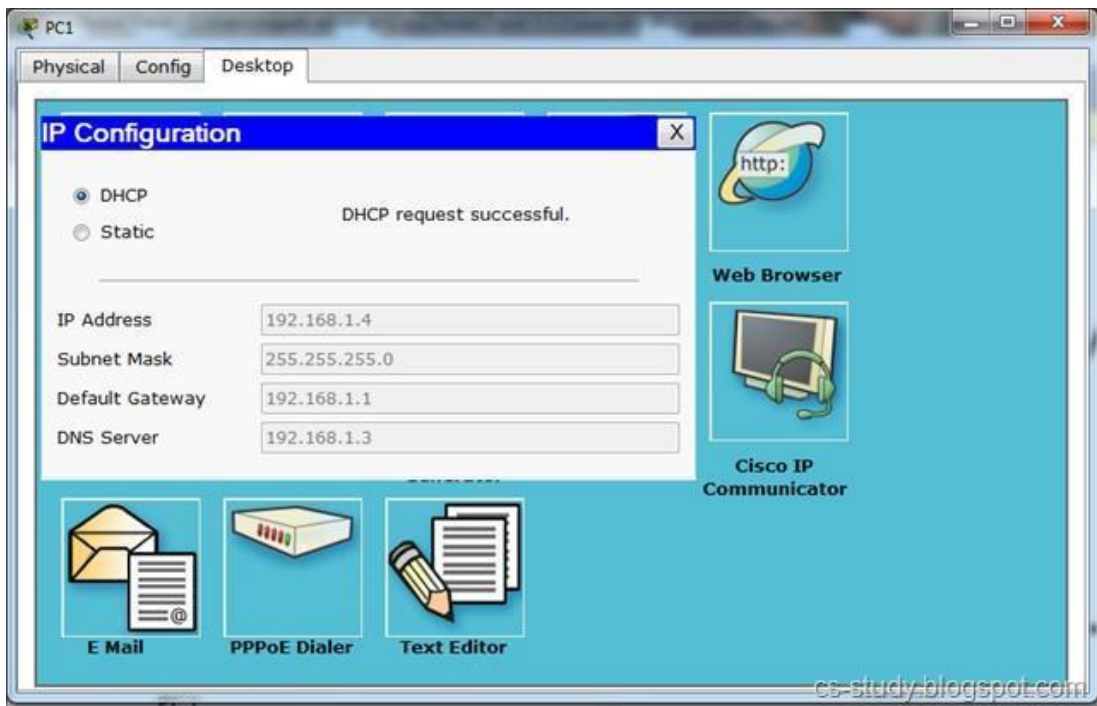 PC1
Physical Config Desktop
IP Configuration X
DHCP
DHCP request successful.
Static
IP Address 192.168.1.4
Subnet Mask 255.255.255.0
Default Gateway 192.168.1.1
DNS Server 192.168.1.3
http:
Web Browser
Cisco IP
Communicator
@
E Mail PPPoE Dialer Text Editor
cs-study.blogspot.com